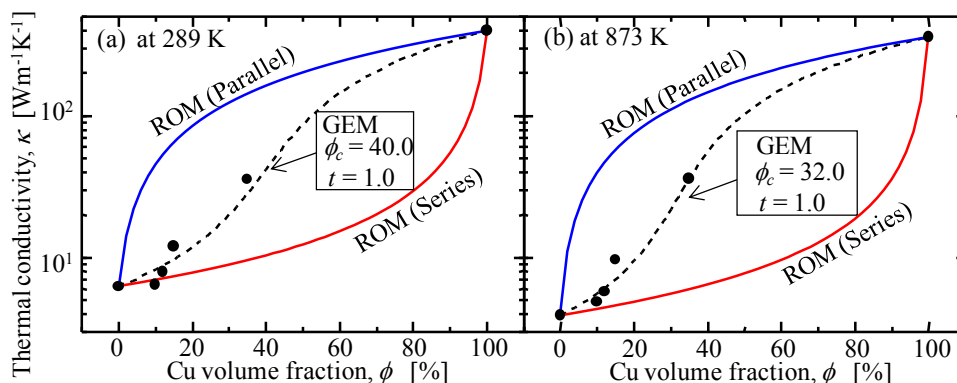 (a) at 289 K
(b) at 873 K
Thermal conductivity, κ [Wm⁻¹K⁻¹]
10²
10¹
ROM (Parallel)
GEM
ϕc = 40.0
t = 1.0
ROM (Series)
ROM (Parallel)
GEM
ϕc = 32.0
t = 1.0
ROM (Series)
0 20 40 60 80 100
0 20 40 60 80 100
Cu volume fraction, ϕ [%]
Cu volume fraction, ϕ [%]